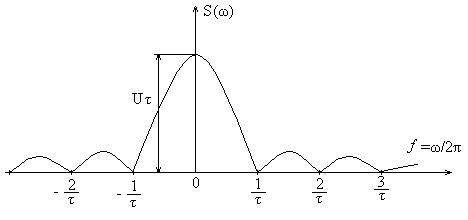 S(ω)
Uτ
f =ω/2π
- 2/τ
- 1/τ
0
1/τ
2/τ
3/τ